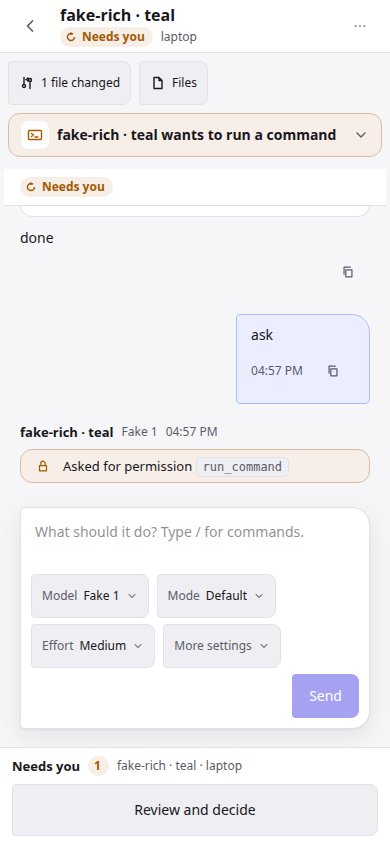 fake-rich · teal
Needs you laptop
1 file changed Files
fake-rich · teal wants to run a command
Needs you
done
ask
04:57 PM
fake-rich · teal Fake 1 04:57 PM
Asked for permission run_command
What should it do? Type / for commands.
Model Fake 1 Mode Default
Effort Medium More settings
Send
Needs you 1 fake-rich · teal · laptop
Review and decide